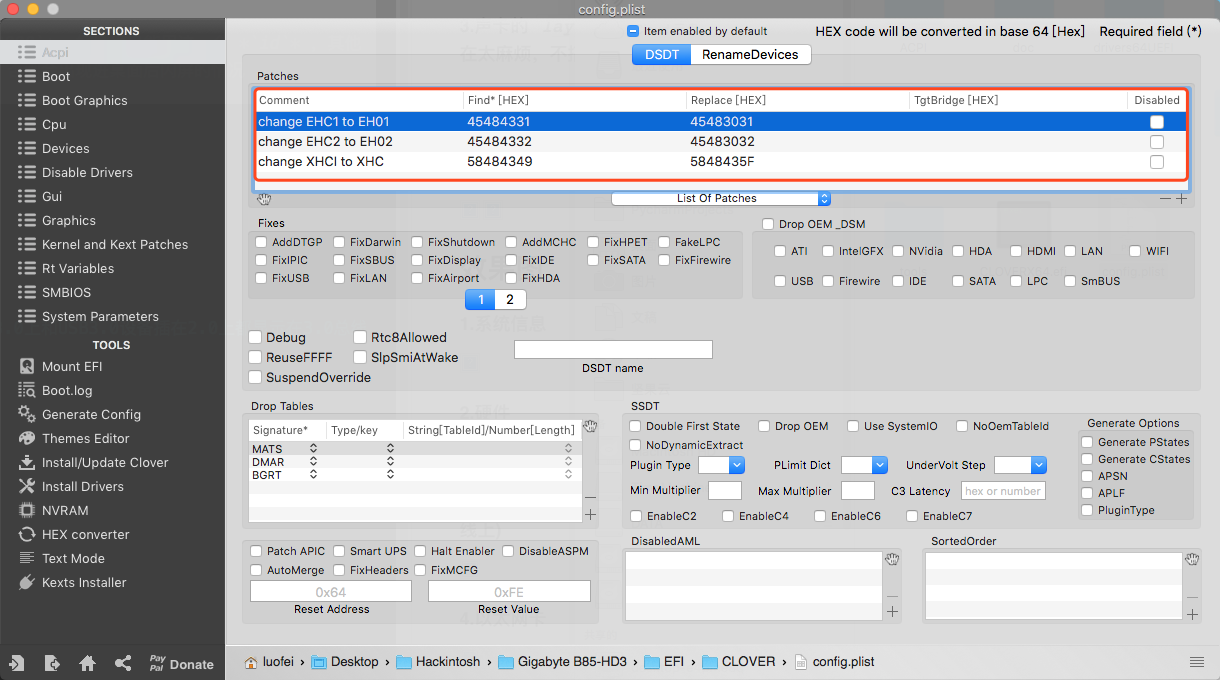 config.plist
SECTIONS
Acpi
Boot
Boot Graphics
Cpu
Devices
Disable Drivers
Gui
Graphics
Kernel and Kext Patches
Rt Variables
SMBIOS
System Parameters
TOOLS
Mount EFI
Boot.log
Generate Config
Themes Editor
Install/Update Clover
Install Drivers
NVRAM
HEX converter
Text Mode
Kexts Installer
Pay Pal Donate
Item enabled by default HEX code will be converted in base 64 [Hex] Required field (*)
DSDT RenameDevices
Patches
Comment Find* [HEX] Replace [HEX] TgtBridge [HEX] Disabled
change EHC1 to EH01 45484331 45483031
change EHC2 to EH02 45484332 45483032
change XHCI to XHC 58484349 5848435F
List Of Patches
Fixes
AddDTGP FixDarwin FixShutdown AddMCHC FixHPET FakeLPC
FixIPIC FixSBUS FixDisplay FixIDE FixSATA FixFirewire
FixUSB FixLAN FixAirport FixHDA
1 2
Drop OEM _DSM
ATI IntelGFX NVidia HDA HDMI LAN WIFI
USB Firewire IDE SATA LPC SmBUS
Debug Rtc8Allowed
ReuseFFFF SlpSmiAtWake
SuspendOverride
DSDT name
Drop Tables
Signature* Type/key String[TableId]/Number[Length]
MATS
DMAR
BGRT
SSDT
Double First State Drop OEM Use SystemIO NoOemTableId
NoDynamicExtract
Plugin Type PLimit Dict UnderVolt Step
Min Multiplier Max Multiplier C3 Latency hex or number
EnableC2 EnableC4 EnableC6 EnableC7
Generate Options
Generate PStates
Generate CStates
APSN
APLF
PluginType
Patch APIC Smart UPS Halt Enabler DisableASPM
AutoMerge FixHeaders FixMCFG
0x64 0xFE
Reset Address Reset Value
DisabledAML
SortedOrder
luofei › Desktop › Hackintosh › Gigabyte B85-HD3 › EFI › CLOVER › config.plist